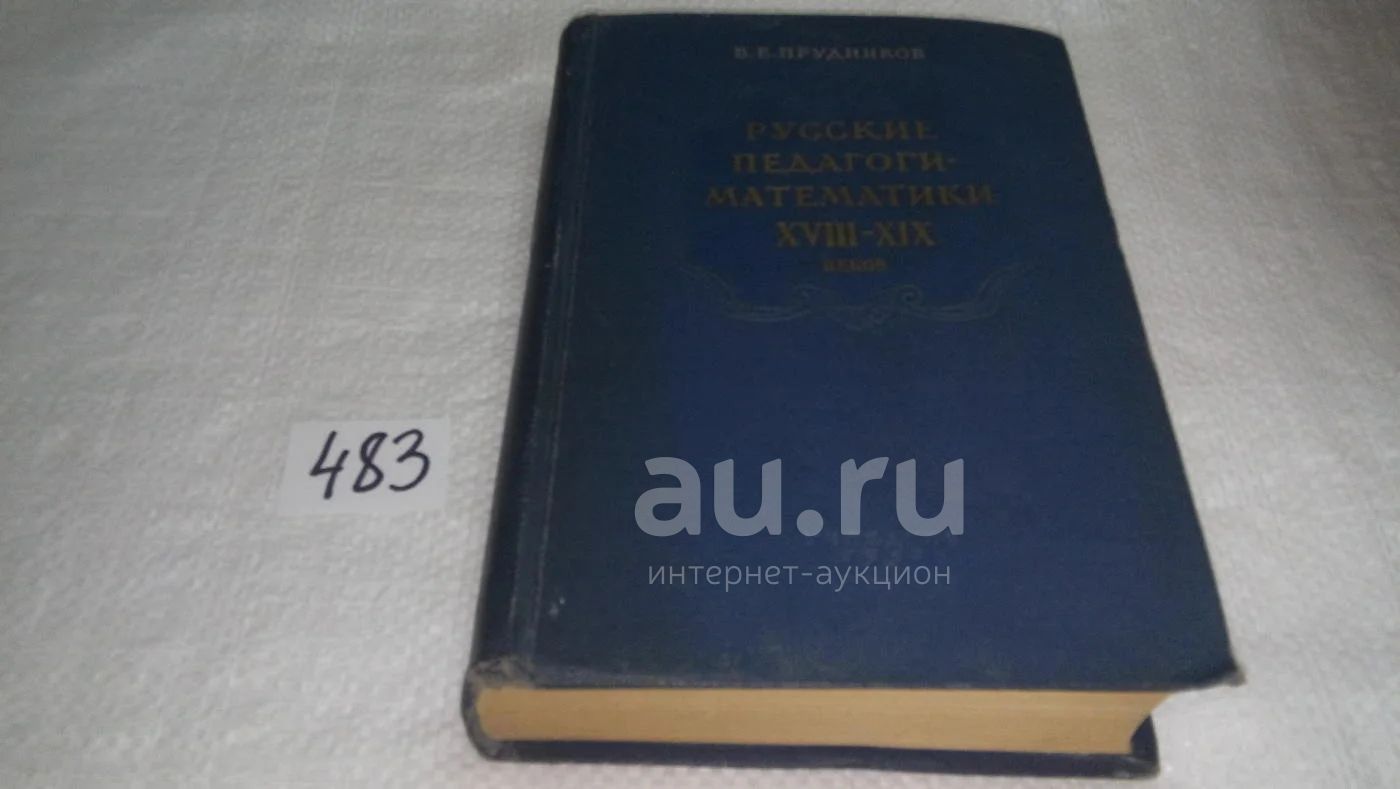 В. Е. ПРУДНИКОВ
РУССКИЕ
ПЕДАГОГИ-
МАТЕМАТИКИ
XVIII-XIX
ВЕКОВ
483
au.ru
интернет-аукцион